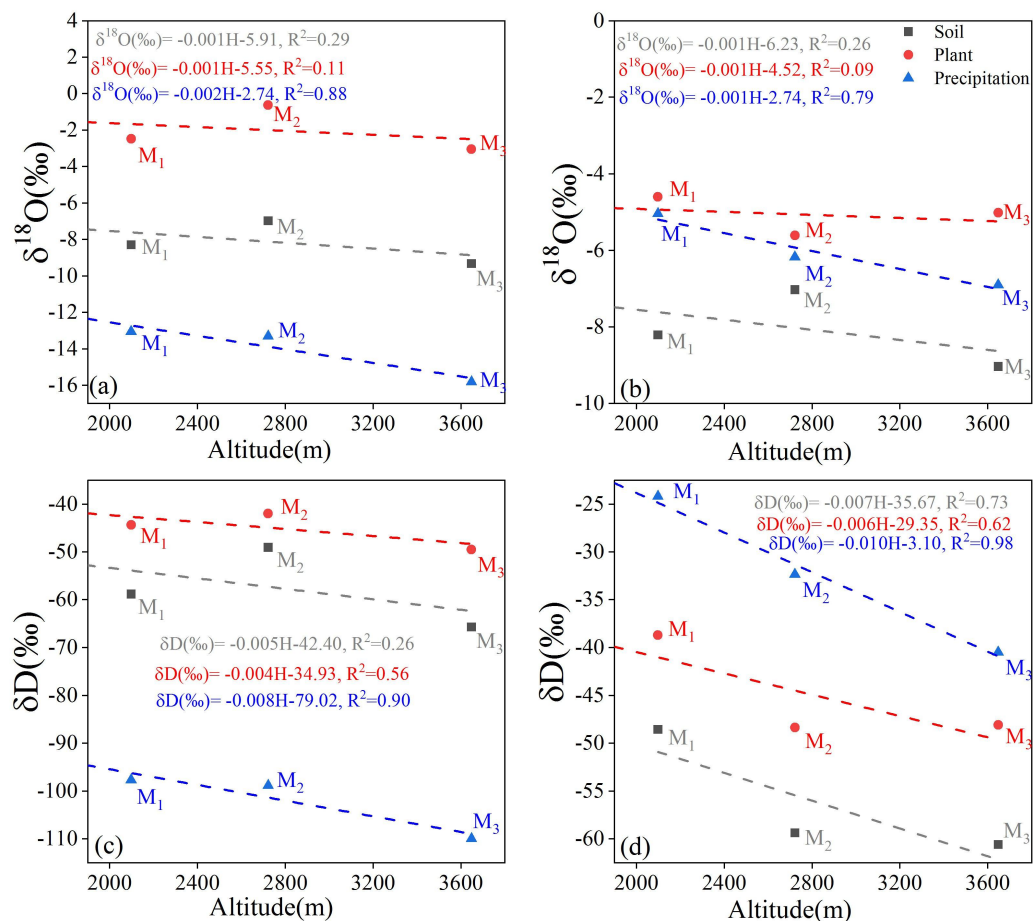 δ¹⁸O(‰)= -0.001H-5.91, R²=0.29
δ¹⁸O(‰)= -0.001H-5.55, R²=0.11
δ¹⁸O(‰)= -0.002H-2.74, R²=0.88
4
2
0
-2
-4
-6
-8
-10
-12
-14
-16
δ¹⁸O(‰)
M₁
M₂
M₃
M₁
M₂
M₃
M₁
M₂
M₃
(a)
2000
2400
2800
3200
3600
Altitude(m)
δ¹⁸O(‰)= -0.001H-6.23, R²=0.26
δ¹⁸O(‰)= -0.001H-4.52, R²=0.09
δ¹⁸O(‰)= -0.001H-2.74, R²=0.79
Soil
Plant
Precipitation
0
-2
-4
-6
-8
-10
δ¹⁸O(‰)
M₁
M₂
M₃
M₁
M₂
M₃
M₁
M₂
M₃
(b)
2000
2400
2800
3200
3600
Altitude(m)
-40
-50
-60
-70
-80
-90
-100
-110
δD(‰)
M₁
M₂
M₃
M₁
M₂
M₃
δD(‰)= -0.005H-42.40, R²=0.26
δD(‰)= -0.004H-34.93, R²=0.56
δD(‰)= -0.008H-79.02, R²=0.90
M₁
M₂
M₃
(c)
2000
2400
2800
3200
3600
Altitude(m)
δD(‰)= -0.007H-35.67, R²=0.73
δD(‰)= -0.006H-29.35, R²=0.62
δD(‰)= -0.010H-3.10, R²=0.98
-25
-30
-35
-40
-45
-50
-55
-60
δD(‰)
M₁
M₂
M₃
M₁
M₂
M₃
M₁
M₂
M₃
(d)
2000
2400
2800
3200
3600
Altitude(m)